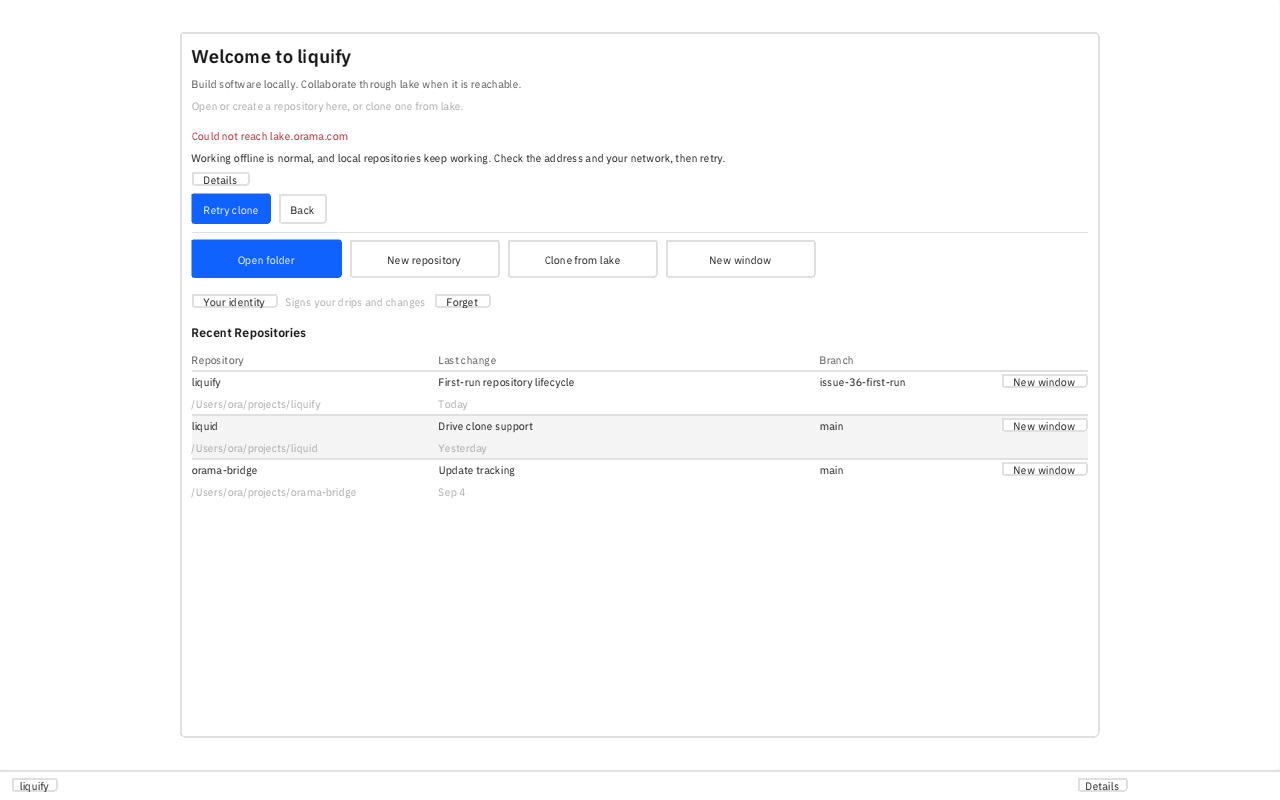 Welcome to liquify
Build software locally. Collaborate through lake when it is reachable.
Open or create a repository here, or clone one from lake.
Could not reach lake.orama.com
Working offline is normal, and local repositories keep working. Check the address and your network, then retry.
Details
Retry clone Back
Open folder New repository Clone from lake New window
Your identity Signs your drips and changes Forget
Recent Repositories
Repository Last change Branch
liquify First-run repository lifecycle issue-36-first-run New window
/Users/ora/projects/liquify Today
liquid Drive clone support main New window
/Users/ora/projects/liquid Yesterday
orama-bridge Update tracking main New window
/Users/ora/projects/orama-bridge Sep 4
liquify Details